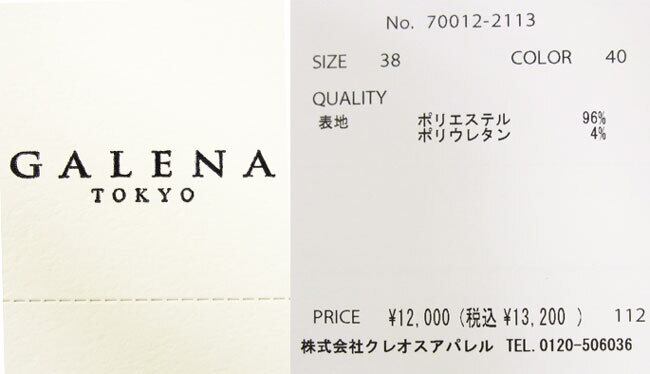 GALENA
TOKYO
No. 70012-2113
SIZE 38 COLOR 40
QUALITY
表地 ポリエステル 96%
ポリウレタン 4%
PRICE ¥12,000 (税込 ¥13,200 ) 112
株式会社クレオスアパレル TEL. 0120-506036